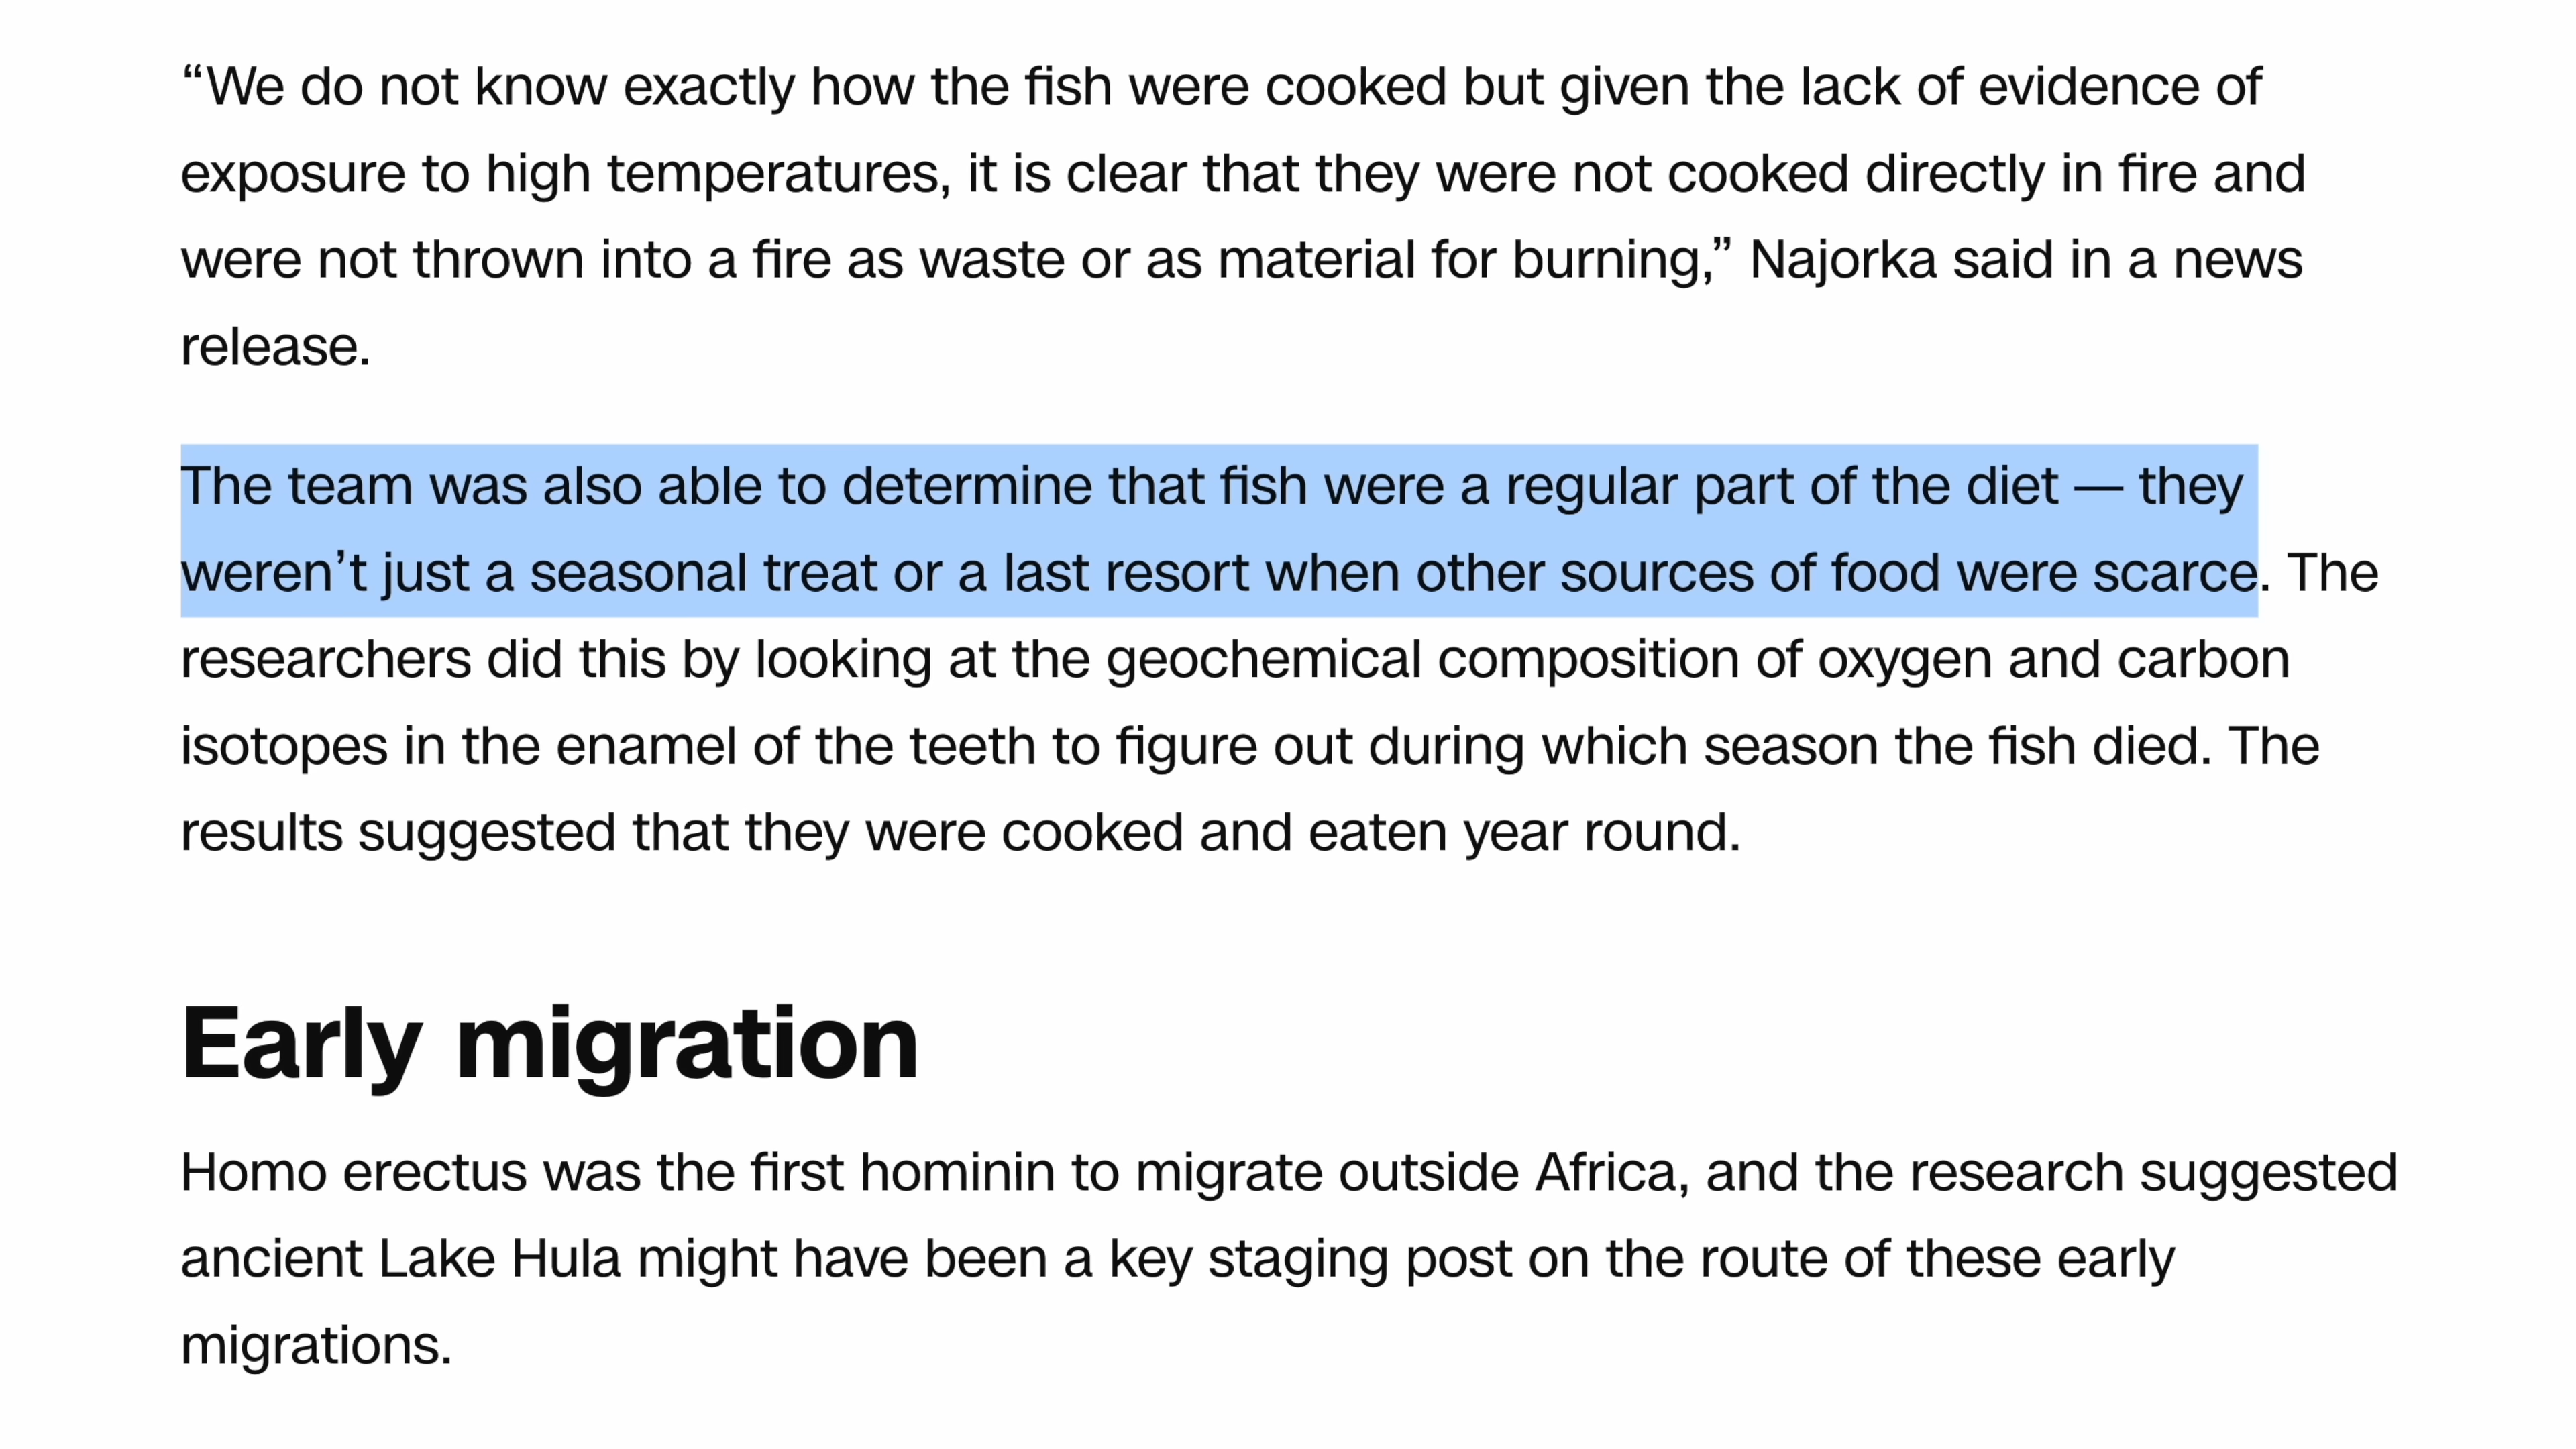 “We do not know exactly how the fish were cooked but given the lack of evidence of
exposure to high temperatures, it is clear that they were not cooked directly in fire and
were not thrown into a fire as waste or as material for burning,” Najorka said in a news
release.
The team was also able to determine that fish were a regular part of the diet — they
weren’t just a seasonal treat or a last resort when other sources of food were scarce. The
researchers did this by looking at the geochemical composition of oxygen and carbon
isotopes in the enamel of the teeth to figure out during which season the fish died. The
results suggested that they were cooked and eaten year round.
Early migration
Homo erectus was the first hominin to migrate outside Africa, and the research suggested
ancient Lake Hula might have been a key staging post on the route of these early
migrations.